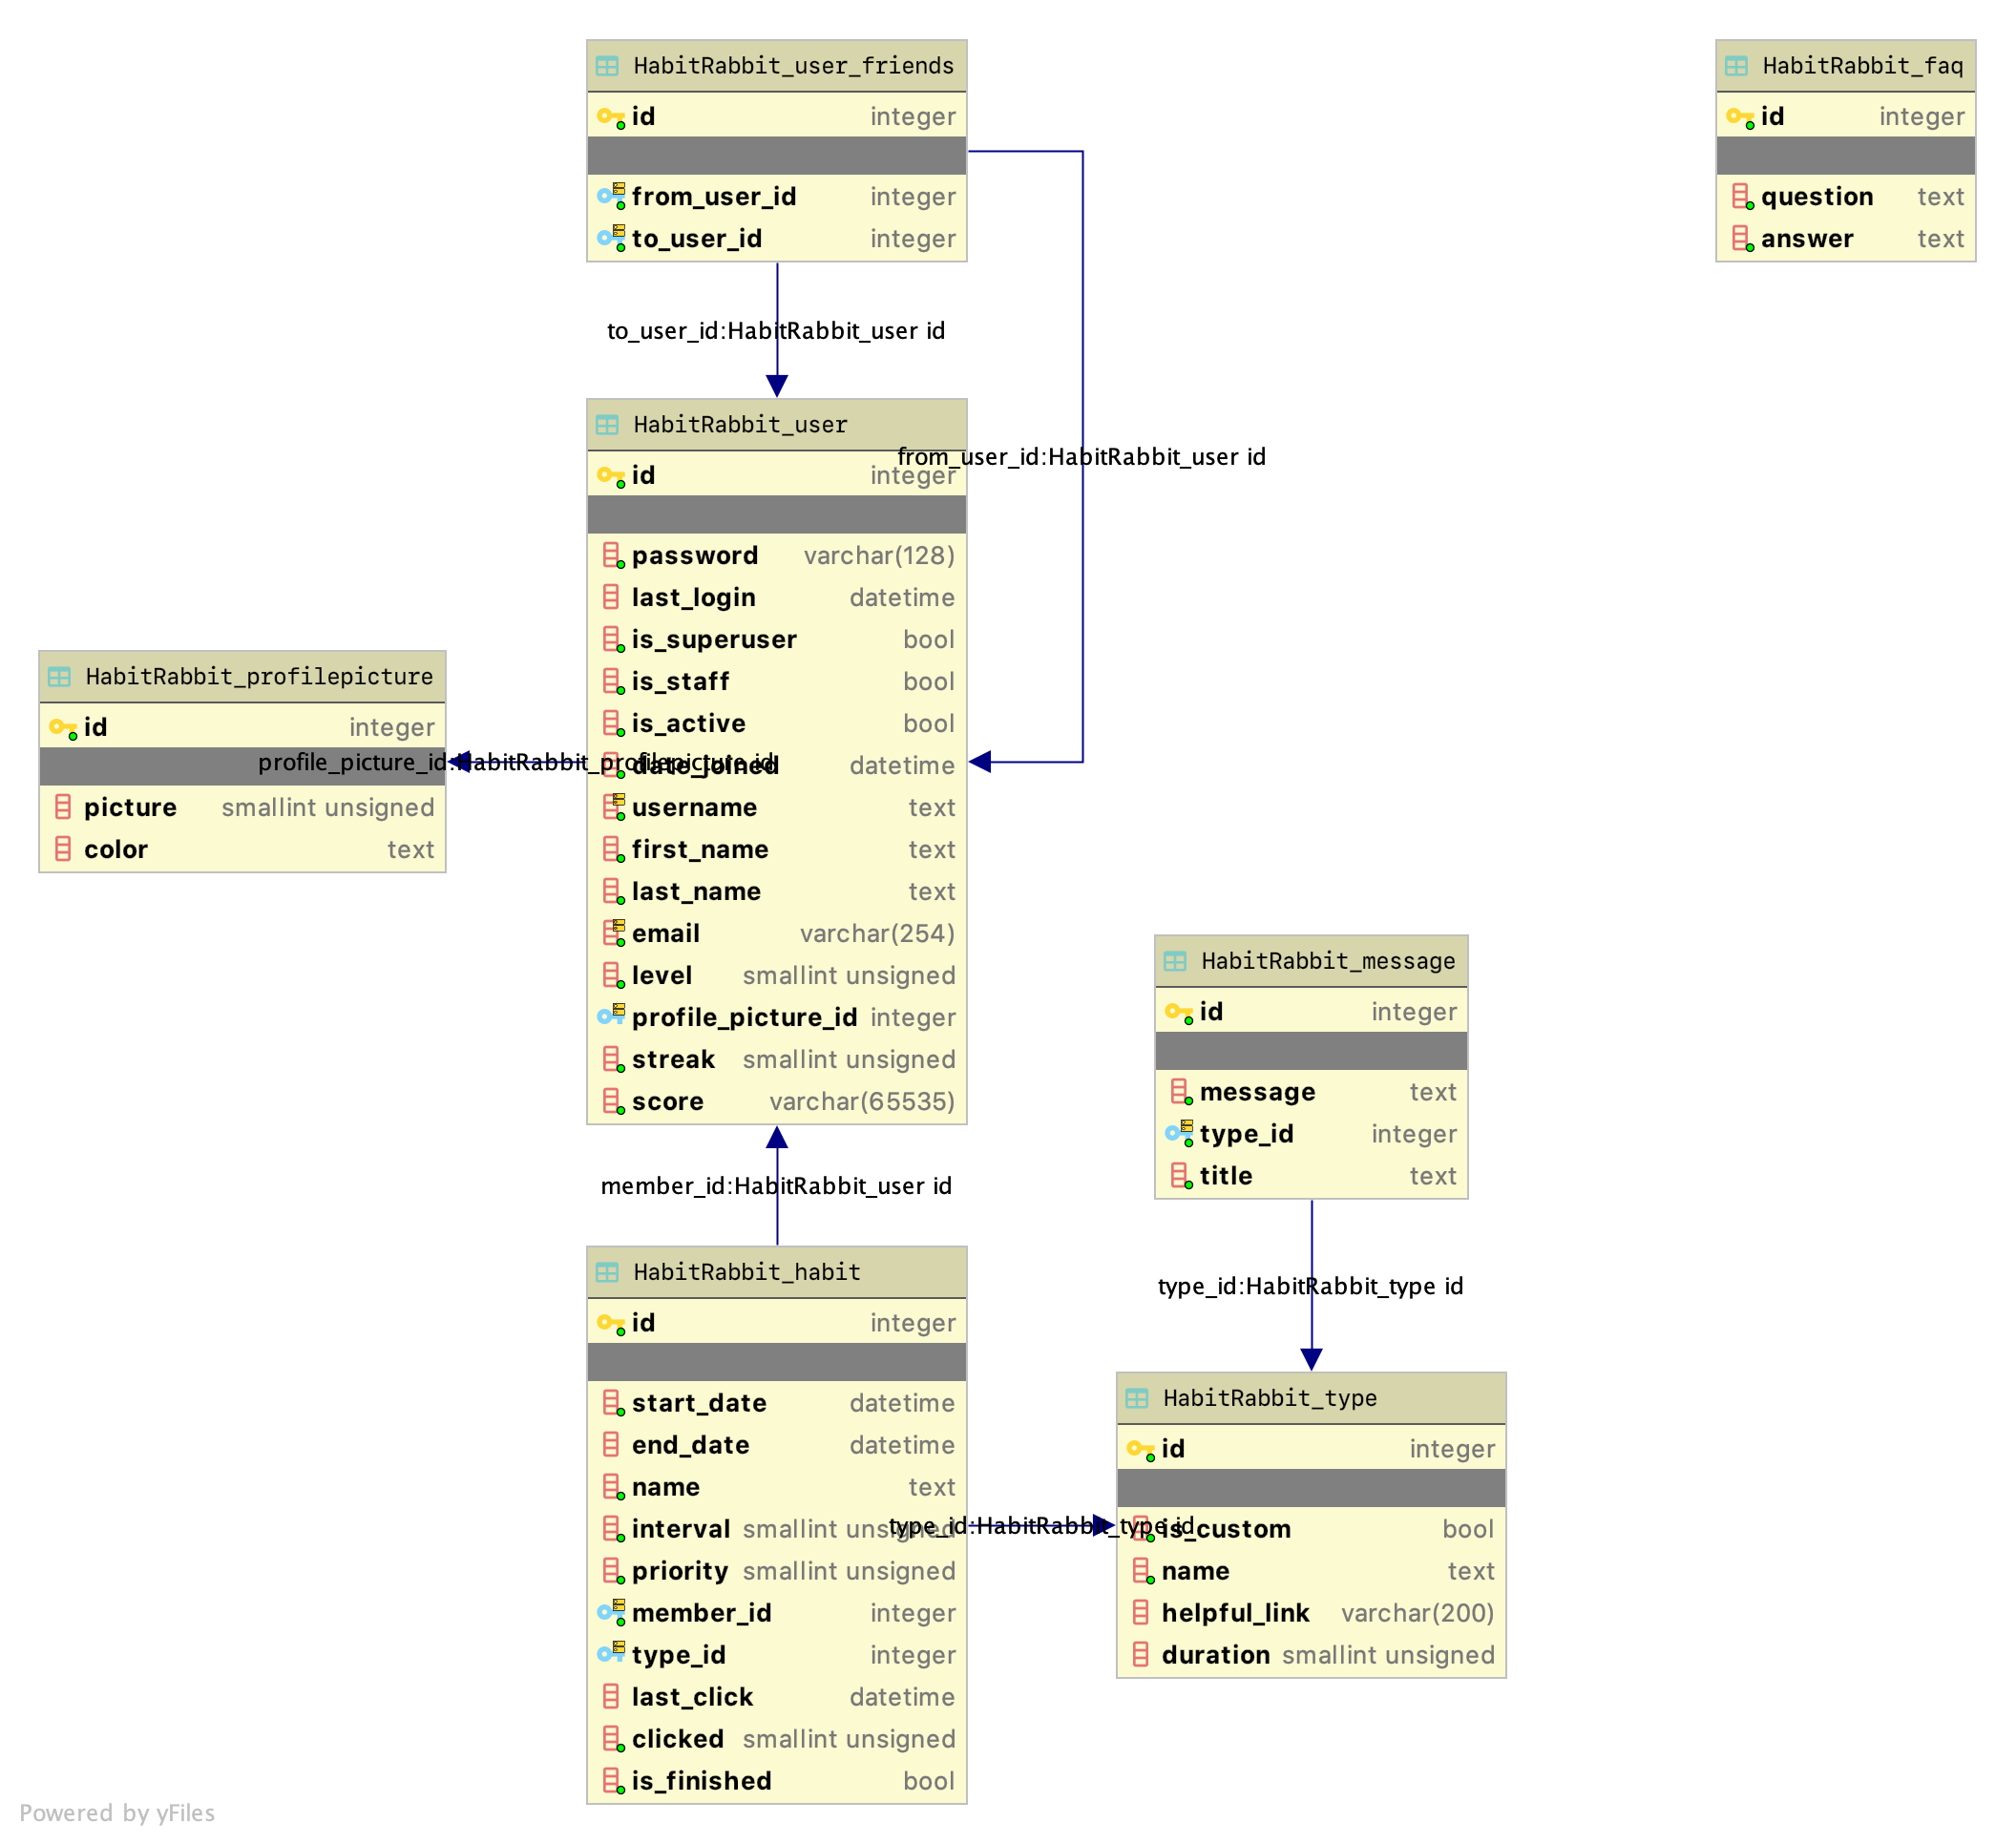 HabitRabbit_user_friends
id integer
from_user_id integer
to_user_id integer
HabitRabbit_faq
id integer
question text
answer text
to_user_id:HabitRabbit_user id
from_user_id:HabitRabbit_user id
HabitRabbit_user
id integer
password varchar(128)
last_login datetime
is_superuser bool
is_staff bool
is_active bool
date_joined datetime
username text
first_name text
last_name text
email varchar(254)
level smallint unsigned
profile_picture_id integer
streak smallint unsigned
score varchar(65535)
HabitRabbit_profilepicture
id integer
picture smallint unsigned
color text
profile_picture_id:HabitRabbit_profilepicture id
HabitRabbit_message
id integer
message text
type_id integer
title text
member_id:HabitRabbit_user id
type_id:HabitRabbit_type id
HabitRabbit_habit
id integer
start_date datetime
end_date datetime
name text
interval smallint unsigned
priority smallint unsigned
member_id integer
type_id integer
last_click datetime
clicked smallint unsigned
is_finished bool
type_id:HabitRabbit_type id
HabitRabbit_type
id integer
is_custom bool
name text
helpful_link varchar(200)
duration smallint unsigned
Powered by yFiles